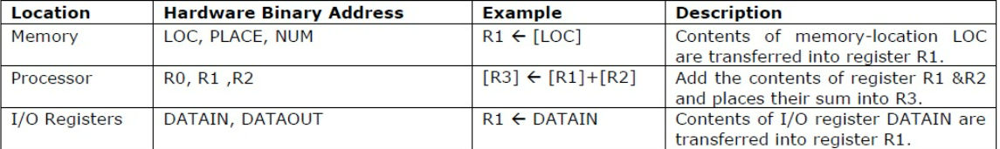 Location Hardware Binary Address Example Description
Memory LOC, PLACE, NUM R1 ← [LOC] Contents of memory-location LOC
are transferred into register R1.
Processor R0, R1 ,R2 [R3] ← [R1]+[R2] Add the contents of register R1 &R2
and places their sum into R3.
I/O Registers DATAIN, DATAOUT R1 ← DATAIN Contents of I/O register DATAIN are
transferred into register R1.